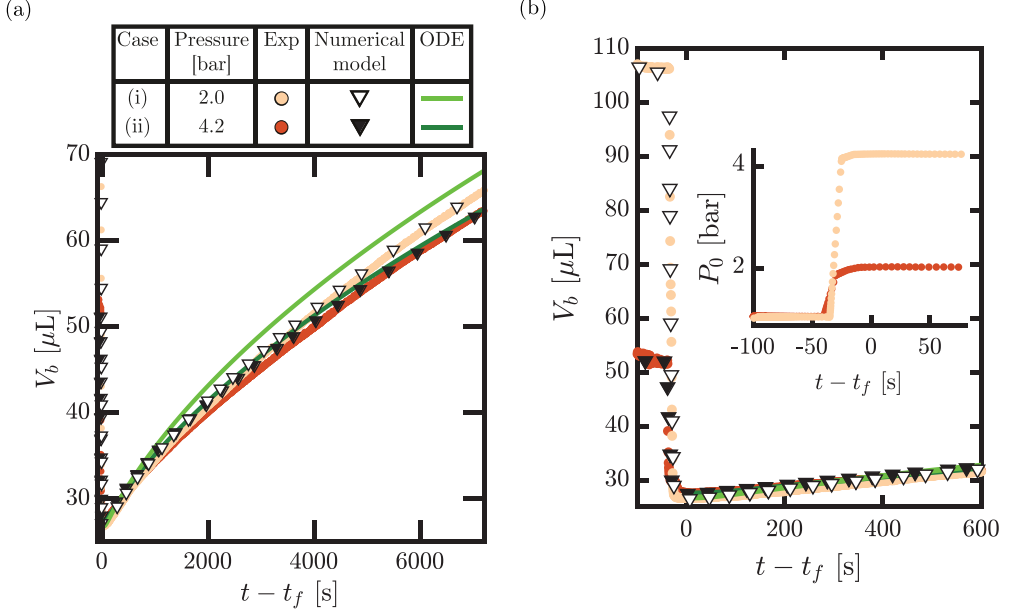 (a)
Case Pressure Exp Numerical ODE
[bar] model
(i) 2.0
(ii) 4.2
70
60
50
40
30
V_b [μL]
0 2000 4000 6000
t − t_f [s]
(b)
110
100
90
80
70
60
50
40
30
V_b [μL]
0 200 400 600
t − t_f [s]
4
2
P_0 [bar]
-100 -50 0 50
t − t_f [s]